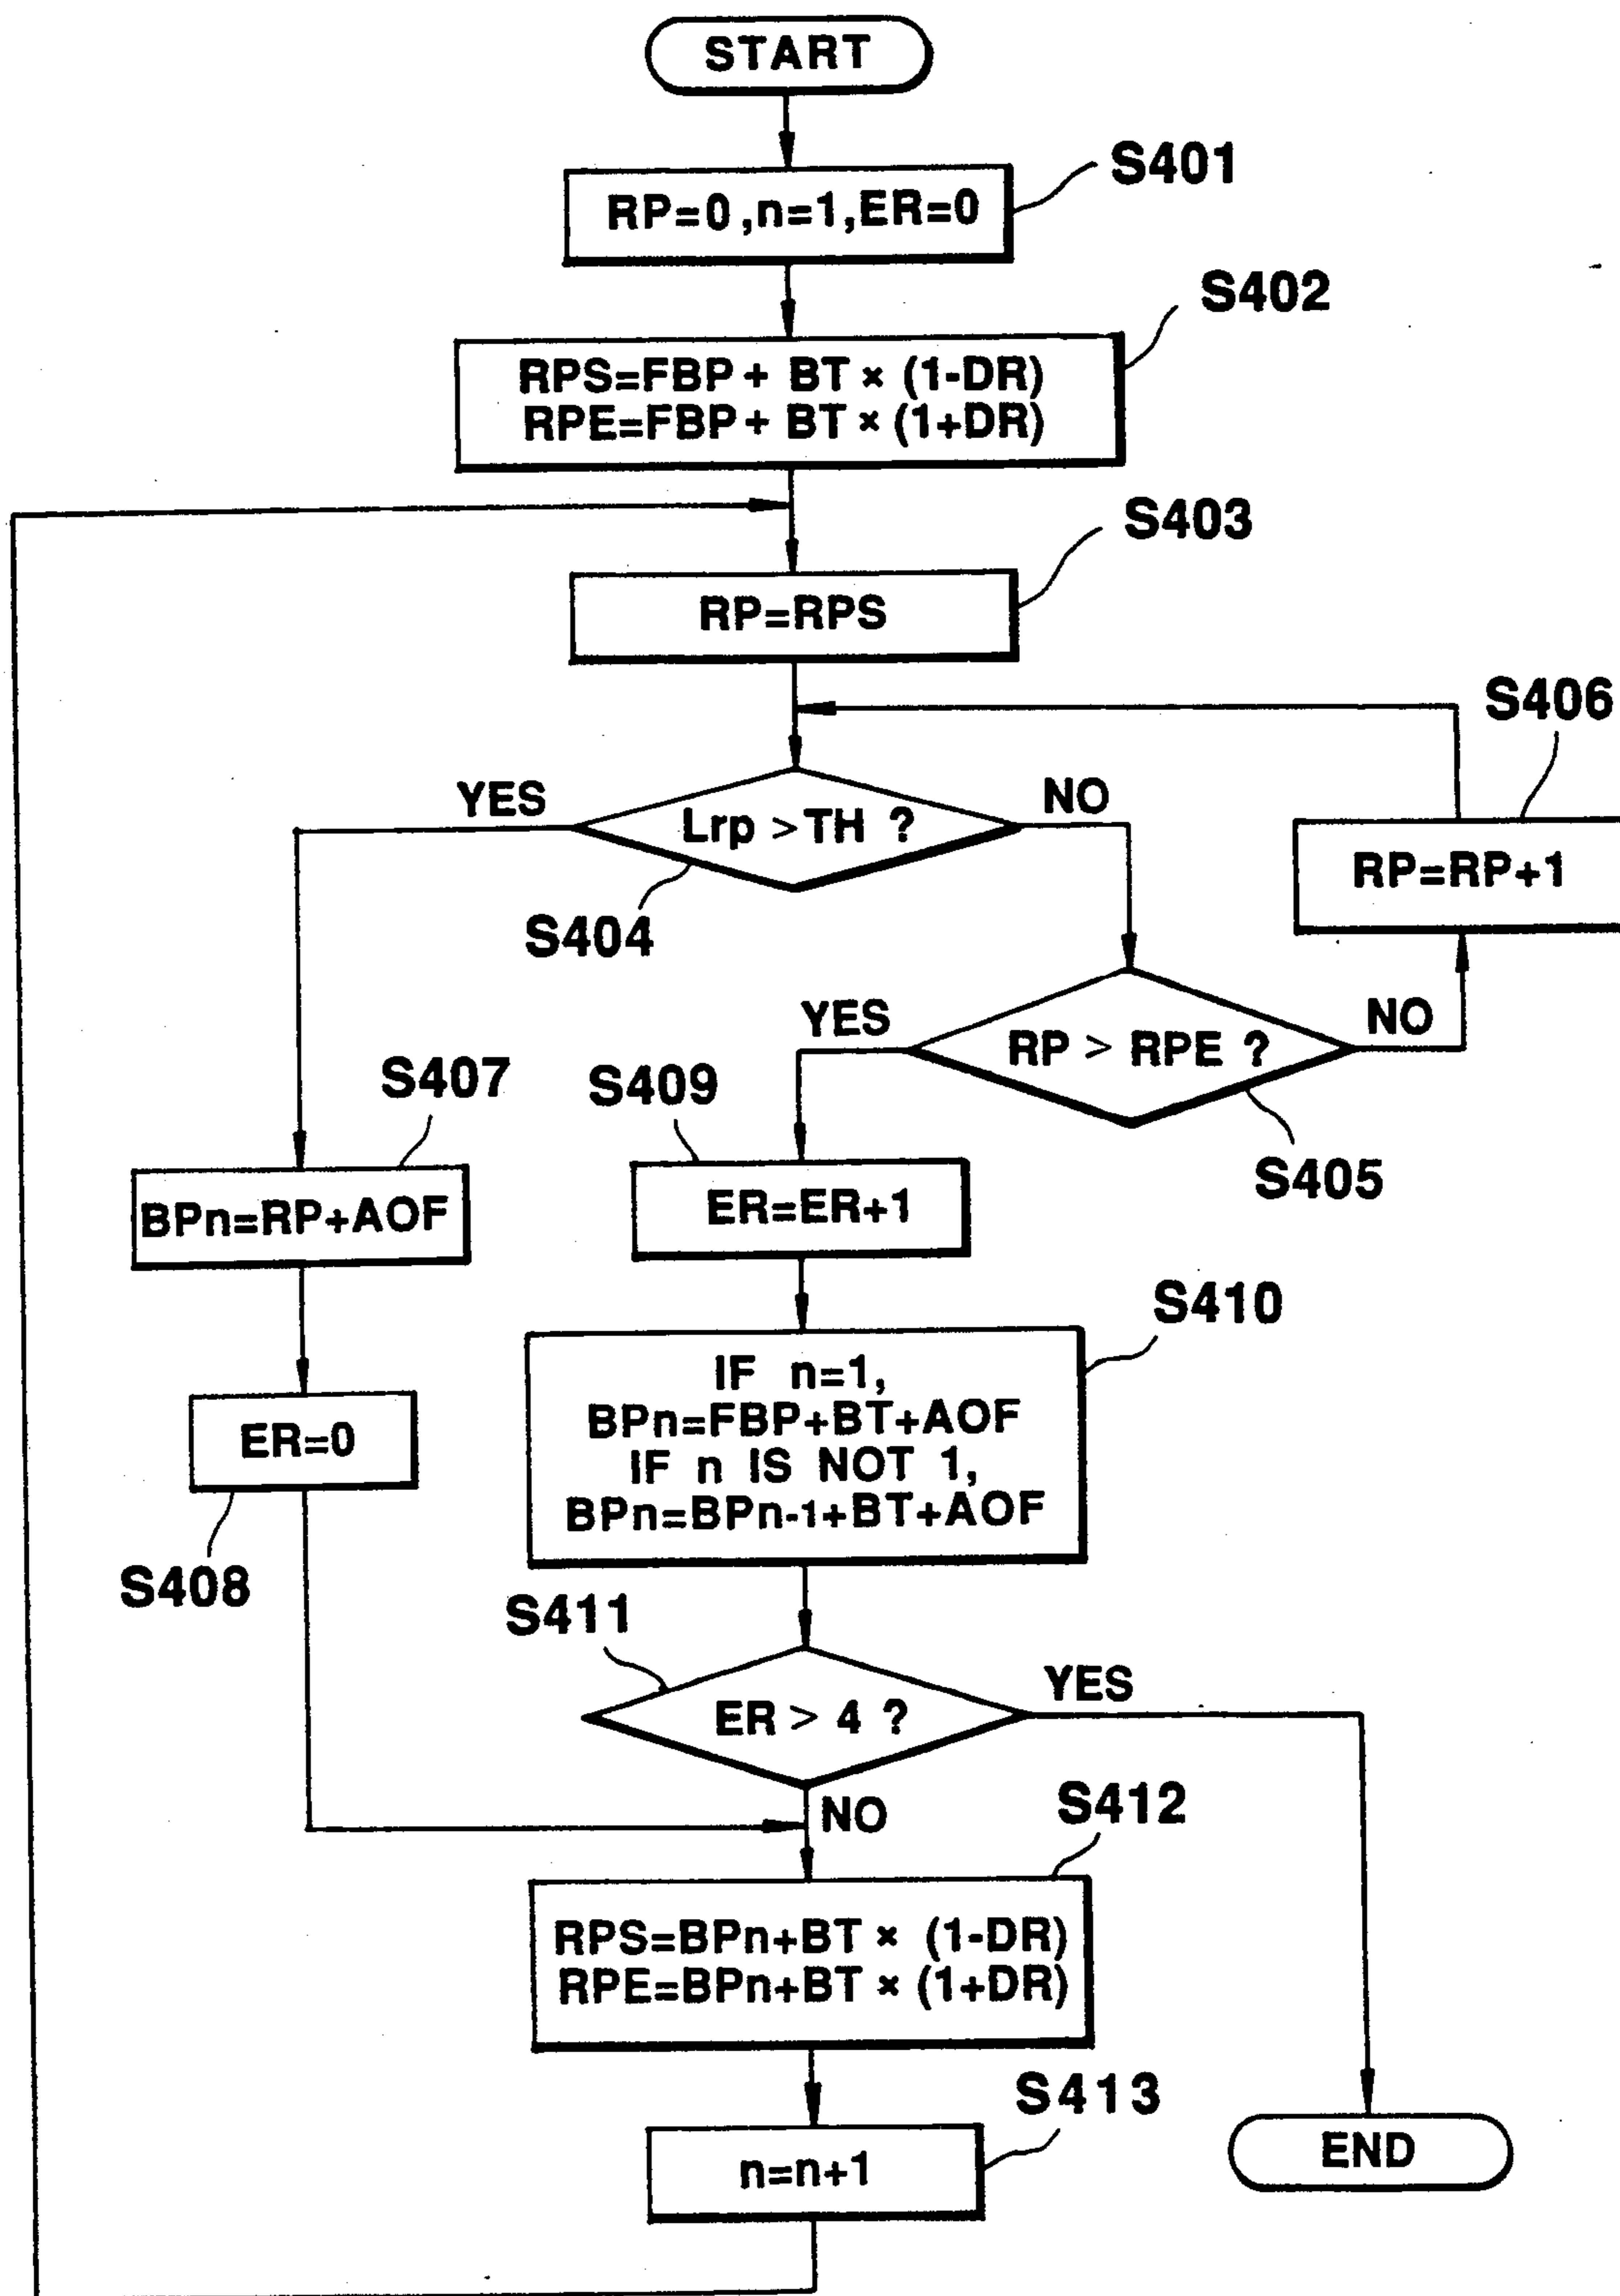 START
S401
RP=0,n=1,ER=0
S402
RPS=FBP+ BT × (1-DR)
RPE=FBP+ BT × (1+DR)
S403
RP=RPS
S406
YES
Lrp >TH ?
NO
RP=RP+1
S404
YES
RP > RPE ?
NO
S407
S409
S405
BPn=RP+AOF
ER=ER+1
S410
IF n=1,
BPn=FBP+BT+AOF
IF n IS NOT 1,
BPn=BPn-1+BT+AOF
ER=0
S408
S411
ER > 4 ?
YES
NO
S412
RPS=BPn+BT × (1-DR)
RPE=BPn+BT × (1+DR)
S413
n=n+1
END